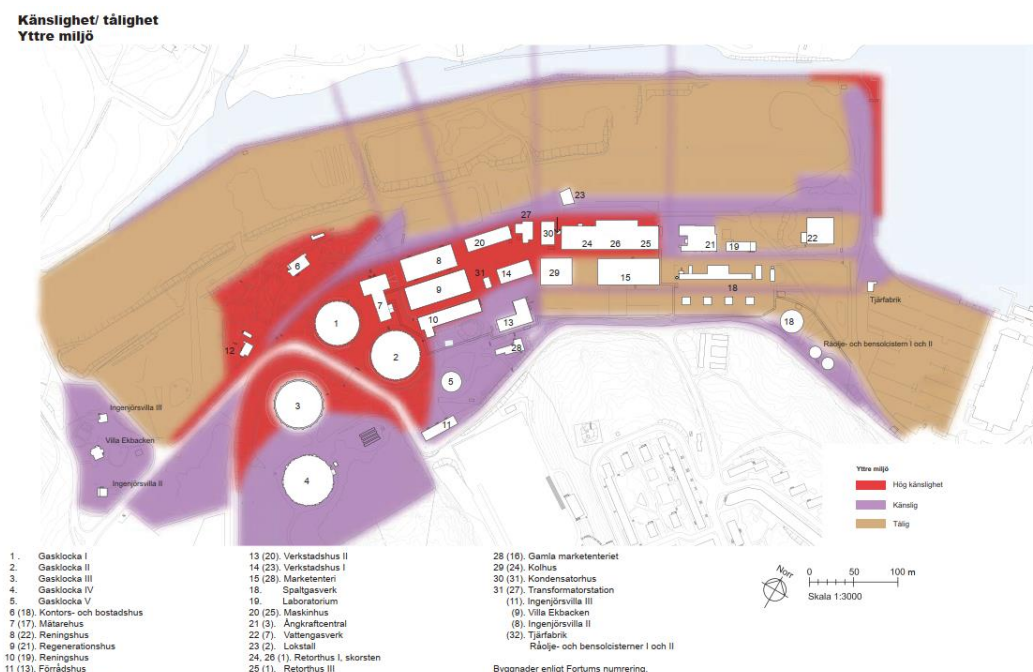 Känslighet/ tålighet
Yttre miljö
23
27
30
24
26
25
21
19
22
20
8
31
14
29
15
18
6
9
7
10
13
Tjärfabrik
1
18
12
2
28
Råolje- och bensolcistern I och II
5
3
Ingenjörsvilla III
11
Villa Ekbacken
4
Ingenjörsvilla II
Yttre miljö
Hög känslighet
Känslig
Tålig
Norr
0 50 100 m
Skala 1:3000
1 . Gasklocka I
2. Gasklocka II
3. Gasklocka III
4. Gasklocka IV
5. Gasklocka V
6 (18). Kontors- och bostadshus
7 (17). Mätarehus
8 (22). Reningshus
9 (21). Regenerationshus
10 (19). Reningshus
11 (13). Förrådshus
13 (20). Verkstadshus II
14 (23). Verkstadshus I
15 (28). Marketenteri
18. Spaltgasverk
19. Laboratorium
20 (25). Maskinhus
21 (3). Ångkraftcentral
22 (7). Vattengasverk
23 (2). Lokstall
24, 26 (1). Retorthus I, skorsten
25 (1). Retorthus III
28 (16). Gamla marketenteriet
29 (24). Kolhus
30 (31). Kondensatorhus
31 (27). Transformatorstation
(11). Ingenjörsvilla III
(9). Villa Ekbacken
(8). Ingenjörsvilla II
(32). Tjärfabrik
Råolje- och bensolcisterner I och II
Byggnader enligt Fortums numrering.